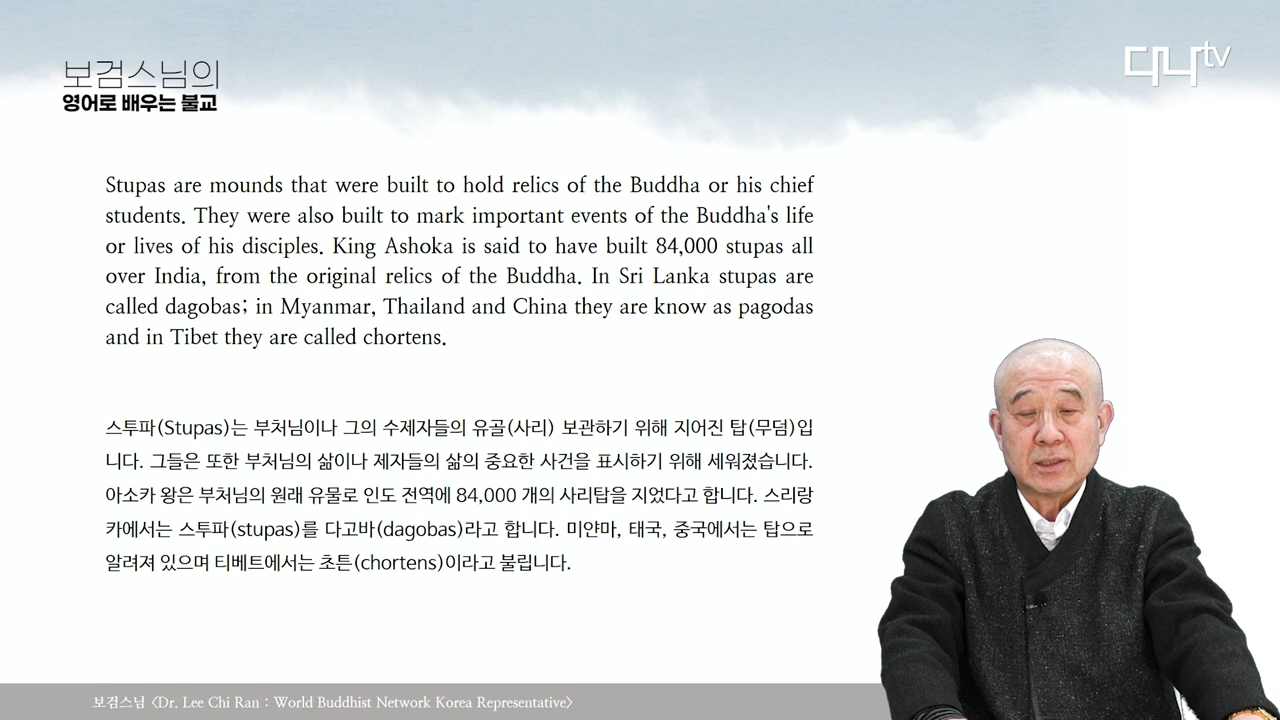 보검스님의
영어로 배우는 불교
디나tv
Stupas are mounds that were built to hold relics of the Buddha or his chief
students. They were also built to mark important events of the Buddha's life
or lives of his disciples. King Ashoka is said to have built 84,000 stupas all
over India, from the original relics of the Buddha. In Sri Lanka stupas are
called dagobas; in Myanmar, Thailand and China they are know as pagodas
and in Tibet they are called chortens.
스투파(Stupas)는 부처님이나 그의 수제자들의 유골(사리) 보관하기 위해 지어진 탑(무덤)입
니다. 그들은 또한 부처님의 삶이나 제자들의 삶의 중요한 사건을 표시하기 위해 세워졌습니다.
아소카 왕은 부처님의 원래 유물로 인도 전역에 84,000 개의 사리탑을 지었다고 합니다. 스리랑
카에서는 스투파(stupas)를 다고바(dagobas)라고 합니다. 미얀마, 태국, 중국에서는 탑으로
알려져 있으며 티베트에서는 초튼(chortens)이라고 불립니다.
보검스님 <Dr. Lee Chi Ran : World Buddhist Network Korea Representative>